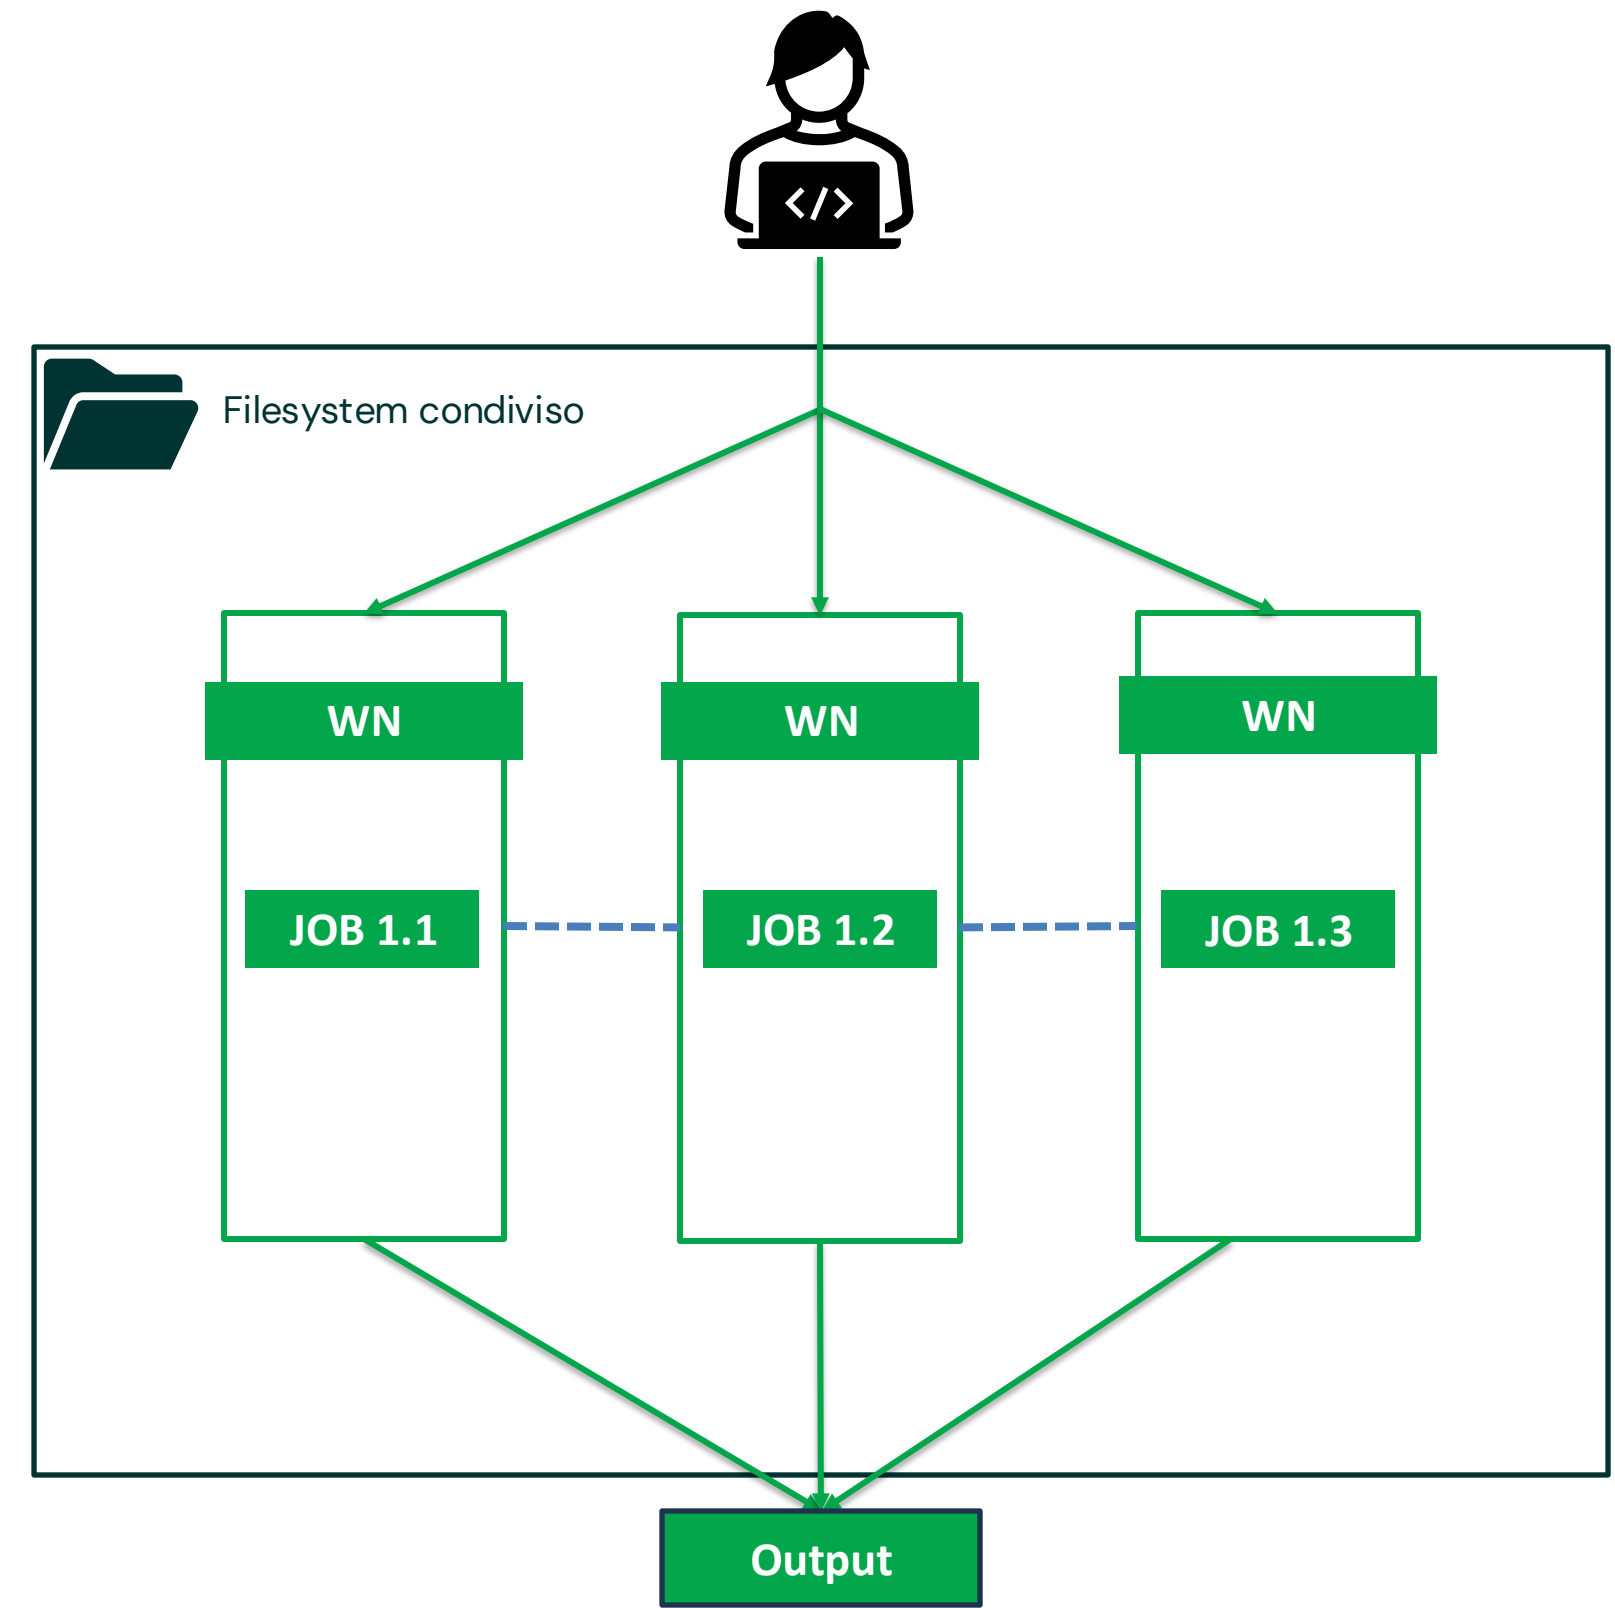 </>
Filesystem condiviso
WN
WN
WN
JOB 1.1
JOB 1.2
JOB 1.3
Output